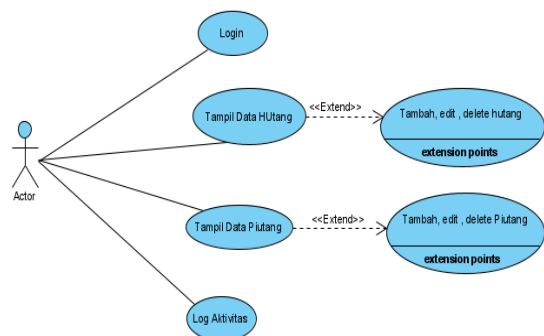 Login
<<Extend>>
Tampil Data HUtang
Tambah, edit , delete hutang
extension points
Actor
<<Extend>>
Tampil Data Piutang
Tambah, edit , delete Piutang
extension points
Log Aktivitas